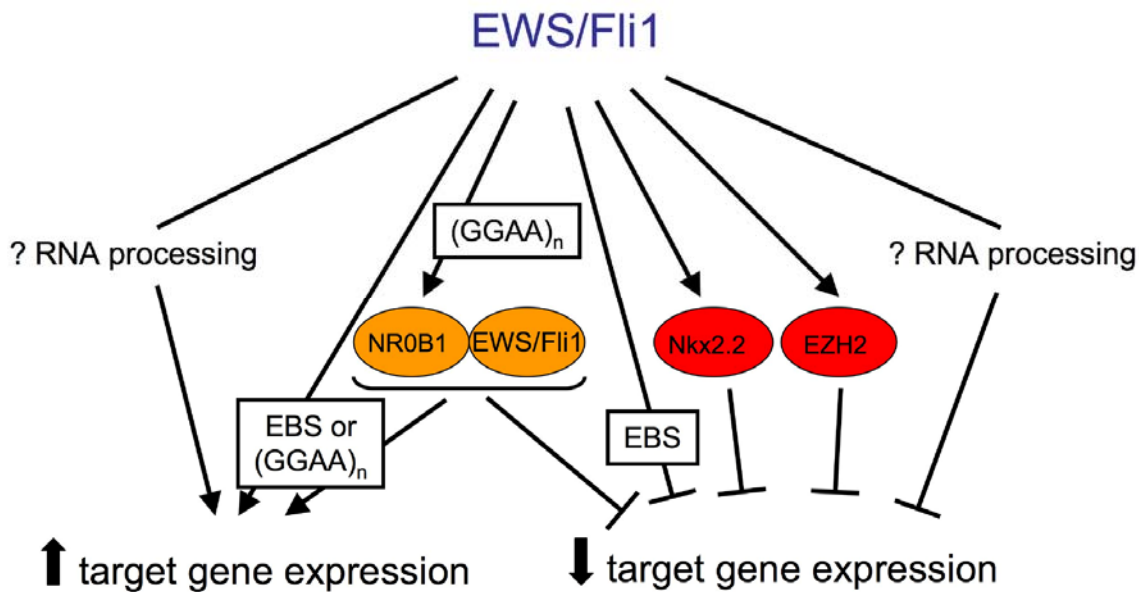 EWS/Fli1
(GGAA)n
? RNA processing
? RNA processing
NR0B1
EWS/Fli1
Nkx2.2
EZH2
EBS or
(GGAA)n
EBS
target gene expression
target gene expression